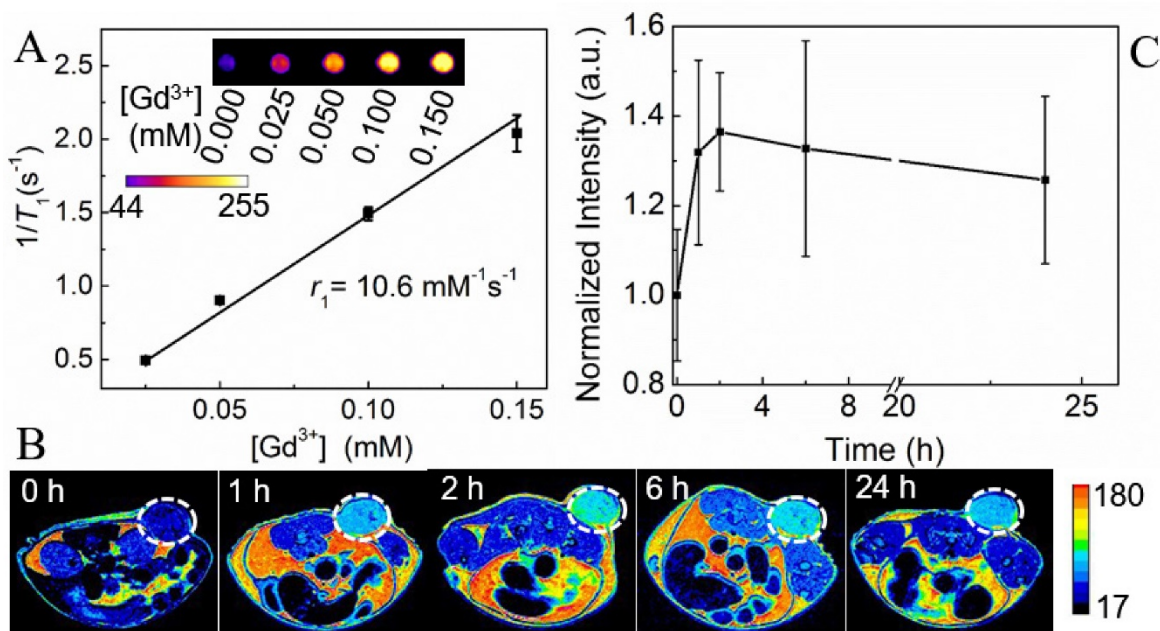 A
2.5
2.0
1.5
1.0
0.5
1/T₁(s⁻¹)
[Gd³⁺]
(mM)
0.000
0.025
0.050
0.100
0.150
44
255
r₁= 10.6 mM⁻¹s⁻¹
0.05
0.10
0.15
[Gd³⁺] (mM)
C
1.6
1.4
1.2
1.0
0.8
Normalized Intensity (a.u.)
0
4
8
20
25
Time (h)
B
0 h
1 h
2 h
6 h
24 h
180
17